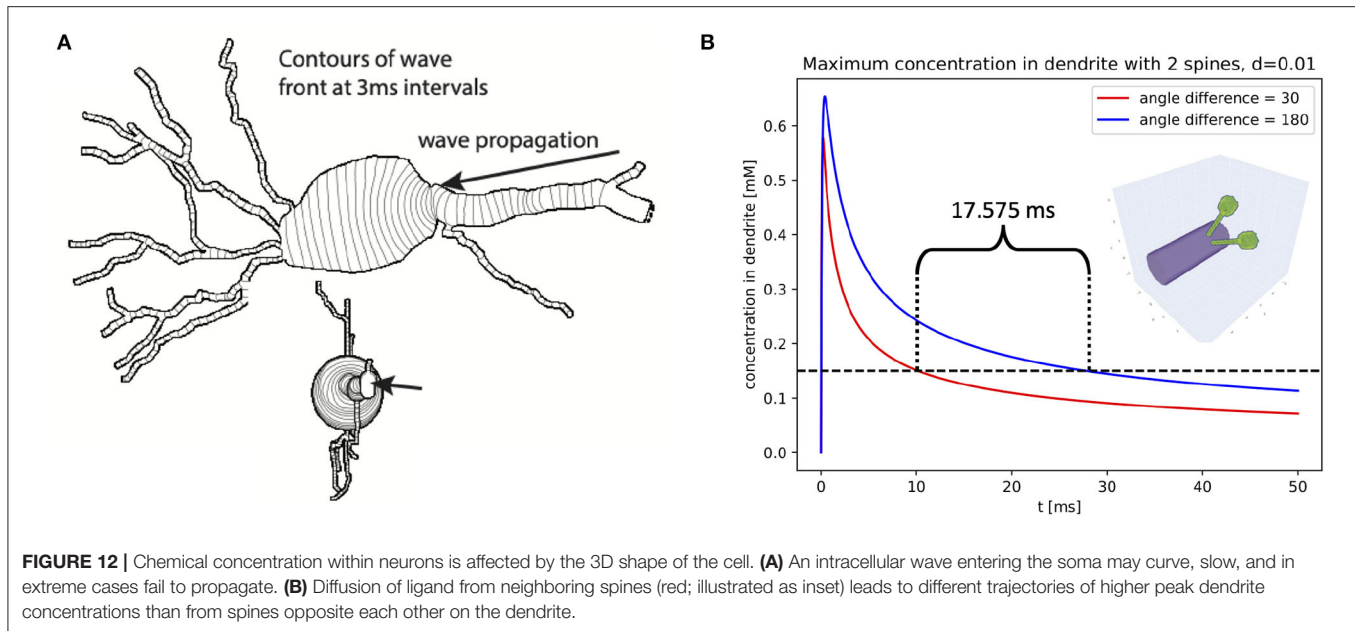 A
Contours of wave
front at 3ms intervals
wave propagation
B
Maximum concentration in dendrite with 2 spines, d=0.01
angle difference = 30
angle difference = 180
17.575 ms
concentration in dendrite [mM]
0.6
0.5
0.4
0.3
0.2
0.1
0.0
0
10
20
30
40
50
t [ms]
FIGURE 12 | Chemical concentration within neurons is affected by the 3D shape of the cell. (A) An intracellular wave entering the soma may curve, slow, and in
extreme cases fail to propagate. (B) Diffusion of ligand from neighboring spines (red; illustrated as inset) leads to different trajectories of higher peak dendrite
concentrations than from spines opposite each other on the dendrite.